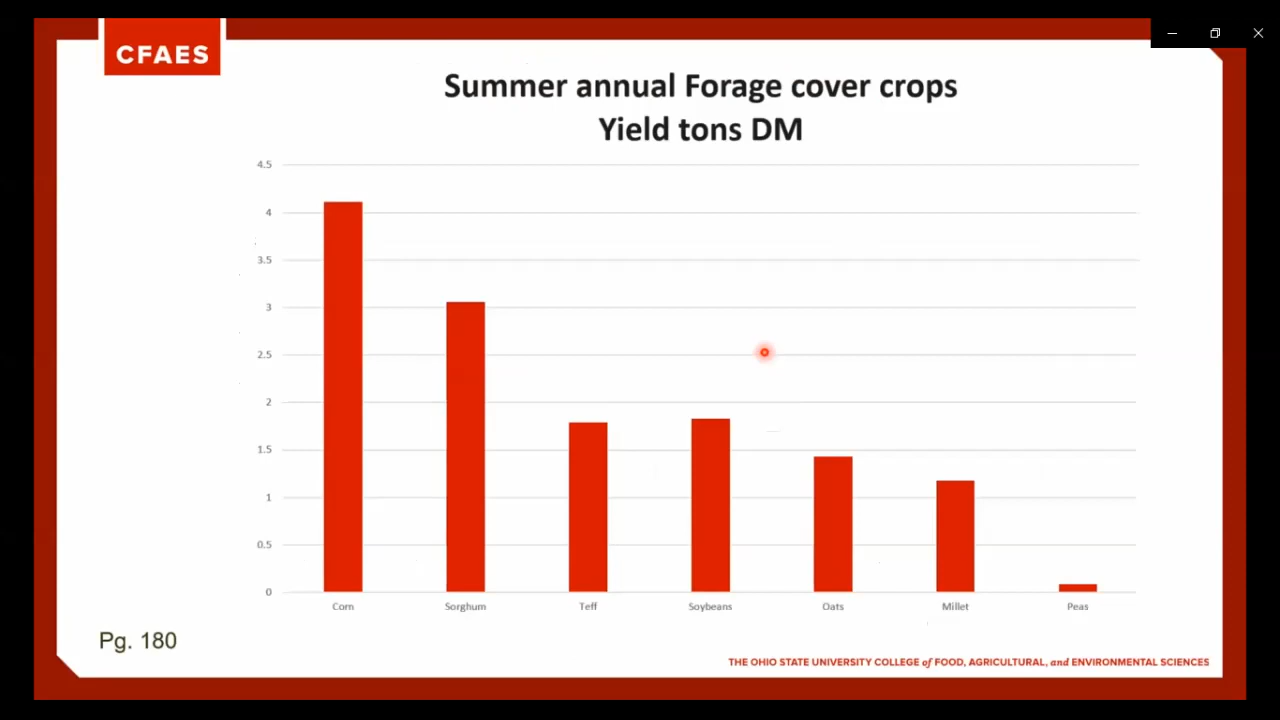 CFAES
Summer annual Forage cover crops
Yield tons DM
4.5
4
3.5
3
2.5
2
1.5
1
0.5
0
Corn Sorghum Teff Soybeans Oats Millet Peas
Pg. 180
THE OHIO STATE UNIVERSITY COLLEGE of FOOD, AGRICULTURAL, and ENVIRONMENTAL SCIENCES